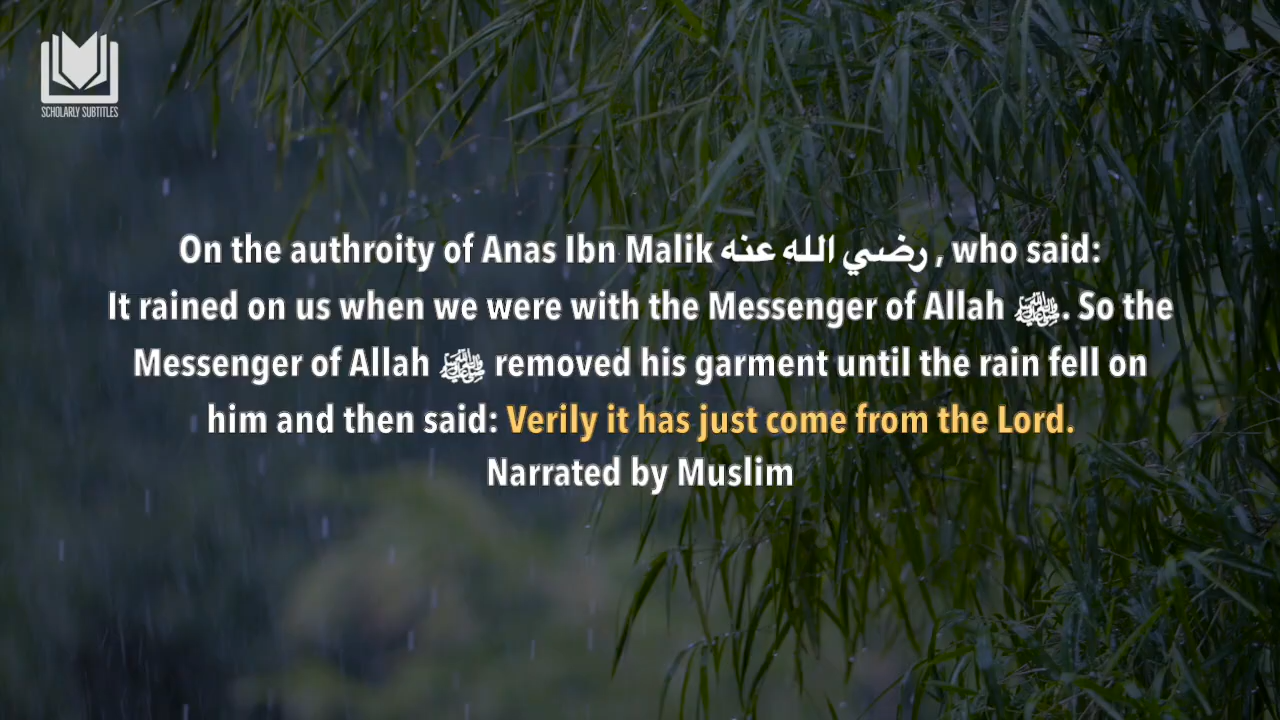 SCHOLARLY SUBTITLES
On the authroity of Anas Ibn Malik رضي الله عنه , who said:
It rained on us when we were with the Messenger of Allah ﷺ. So the
Messenger of Allah ﷺ removed his garment until the rain fell on
him and then said: Verily it has just come from the Lord.
Narrated by Muslim